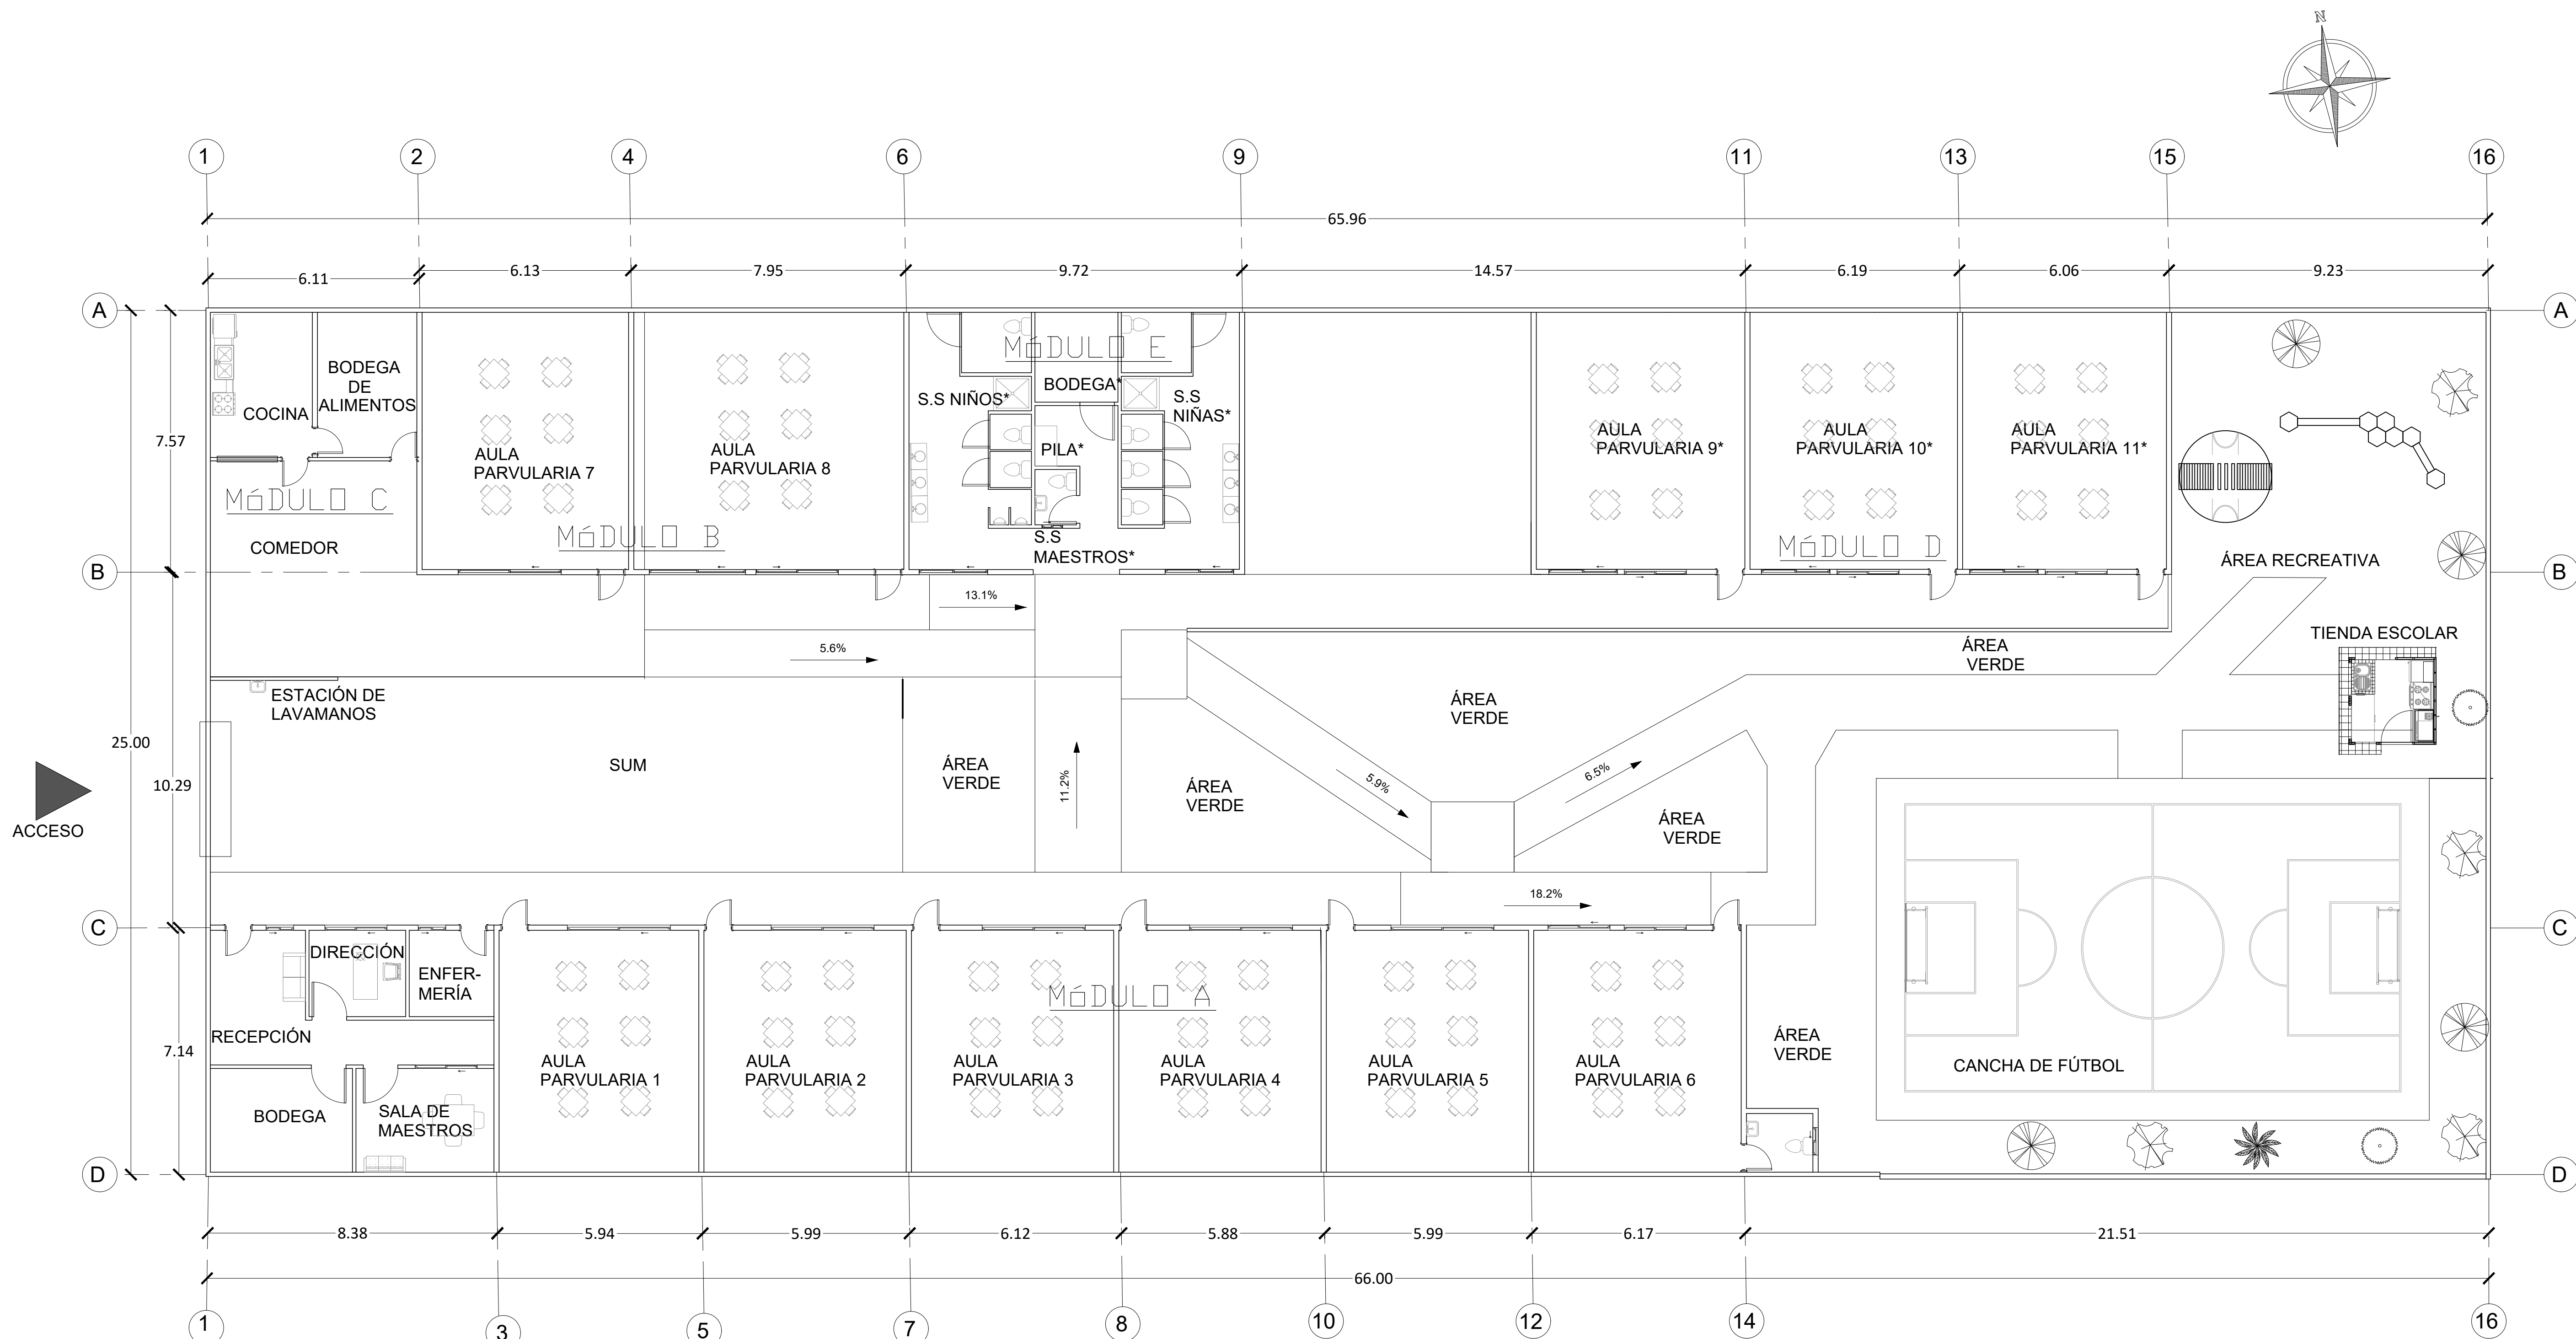 N
1
2
4
6
9
11
13
15
16
65.96
6.11
6.13
7.95
9.72
14.57
6.19
6.06
9.23
A
A
7.57
MóDULO E
BODEGA
DE
ALIMENTOS
COCINA
BODEGA*
S.S NIÑOS*
S.S
NIÑAS*
AULA
PARVULARIA 7
AULA
PARVULARIA 8
PILA*
AULA
PARVULARIA 9*
AULA
PARVULARIA 10*
AULA
PARVULARIA 11*
MóDULO C
MóDULO B
MóDULO D
COMEDOR
S.S
MAESTROS*
ÁREA RECREATIVA
B
B
13.1%
5.6%
TIENDA ESCOLAR
ÁREA
VERDE
ESTACIÓN DE
LAVAMANOS
ÁREA
VERDE
25.00
10.29
SUM
ÁREA
VERDE
11.2%
ÁREA
VERDE
5.9%
6.5%
ÁREA
VERDE
ACCESO
18.2%
C
C
DIRECCIÓN
ENFER-
MERÍA
MóDULO A
RECEPCIÓN
7.14
AULA
PARVULARIA 1
AULA
PARVULARIA 2
AULA
PARVULARIA 3
AULA
PARVULARIA 4
AULA
PARVULARIA 5
AULA
PARVULARIA 6
ÁREA
VERDE
CANCHA DE FÚTBOL
BODEGA
SALA DE
MAESTROS
D
D
8.38
5.94
5.99
6.12
5.88
5.99
6.17
21.51
66.00
1
3
5
7
8
10
12
14
16